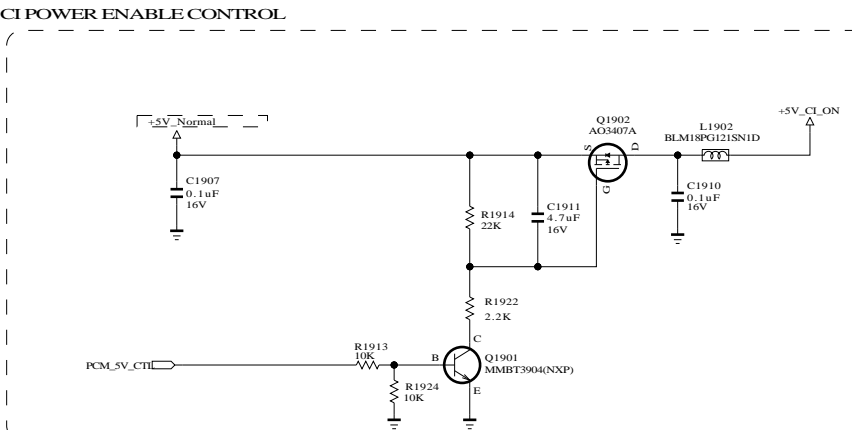 CI POWER ENABLE CONTROL
+5V_Normal
C1907
0.1uF
16V
R1914
22K
C1911
4.7uF
16V
Q1902
AO3407A
S
D
G
L1902
BLM18PG121SN1D
+5V_CI_ON
C1910
0.1uF
16V
R1922
2.2K
PCM_5V_CTL
R1913
10K
R1924
10K
B
C
E
Q1901
MMBT3904(NXP)